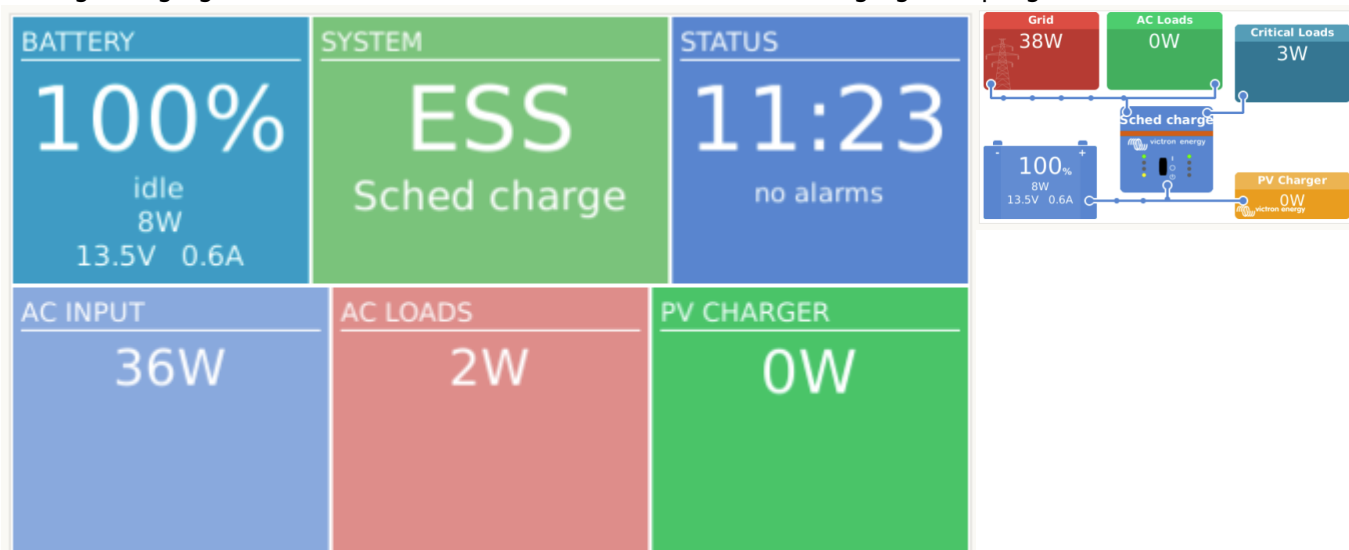 BATTERY
100%
idle
8W
13.5V 0.6A
SYSTEM
ESS
Sched charge
STATUS
11:23
no alarms
AC INPUT
36W
AC LOADS
2W
PV CHARGER
0W
Grid
38W
AC Loads
0W
Critical Loads
3W
Sched charge
victron energy
- +
100%
8W
13.5V 0.6A
PV Charger
0W
victron energy